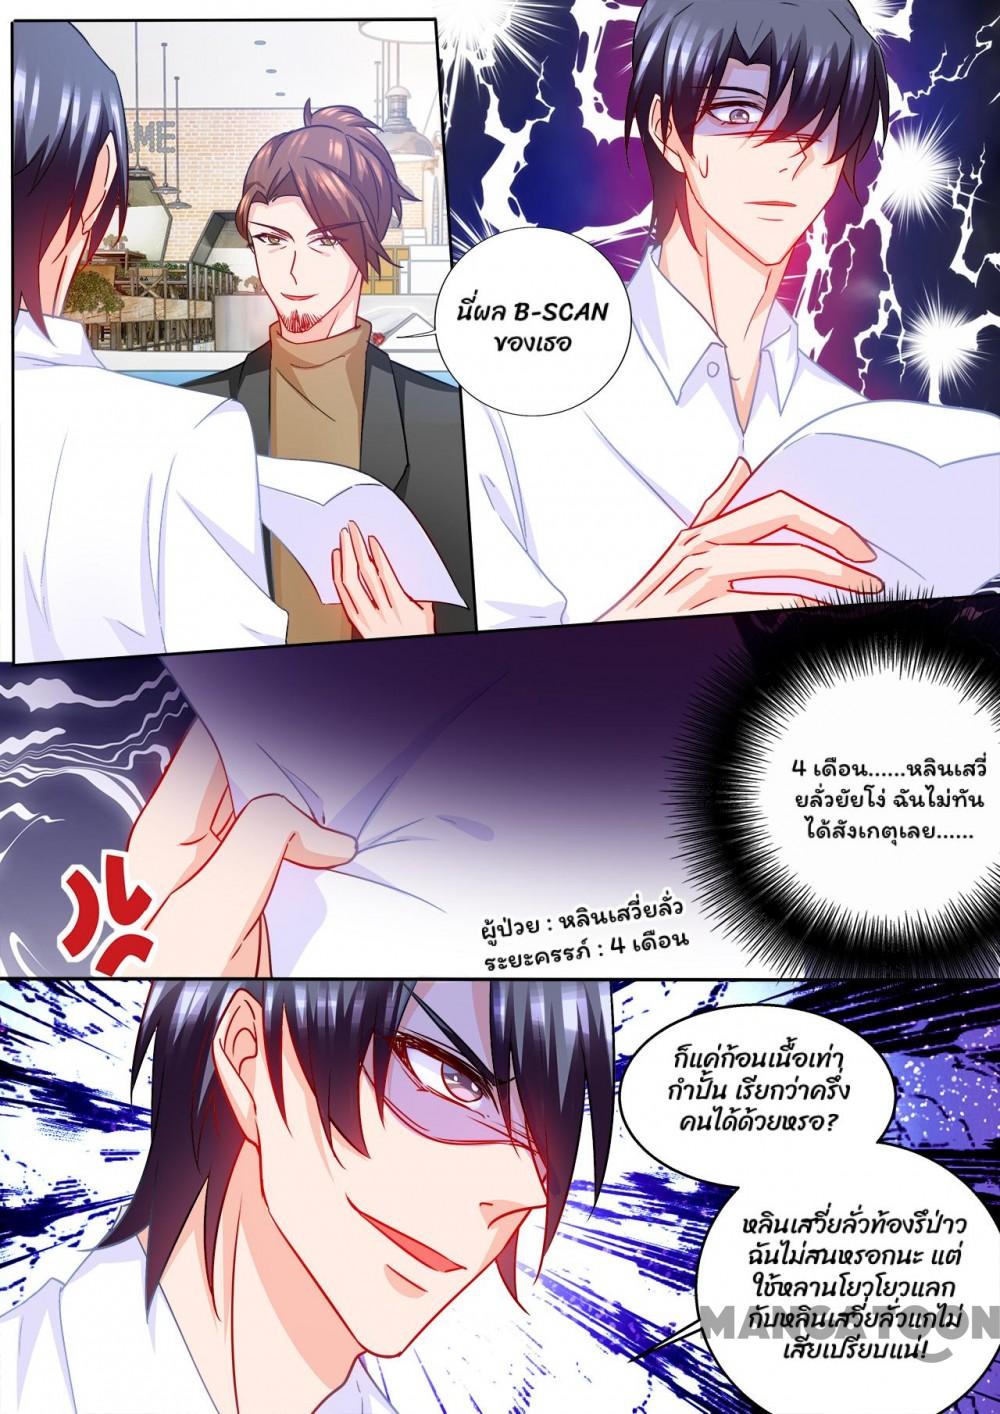 AME
นี่ผล B-SCAN
ของเธอ
4 เดือน......หลินเสวี่
ยลั่วยัยโง่ ฉันไม่ทัน
ได้สังเกตุเลย......
ผู้ป่วย : หลินเสวี่ยลั่ว
ระยะครรภ์ : 4 เดือน
ก็แค่ก้อนเนื้อเท่า
กำปั้น เรียกว่าครึ่ง
คนได้ด้วยหรอ?
หลินเสวี่ยลั่วท้องรึป่าว
ฉันไม่สนหรอกนะ แต่
ใช้หลานโยวโยวแลก
กับหลินเสวี่ยลั่วแกไม่
เสียเปรียบแน่!
MANGATOON